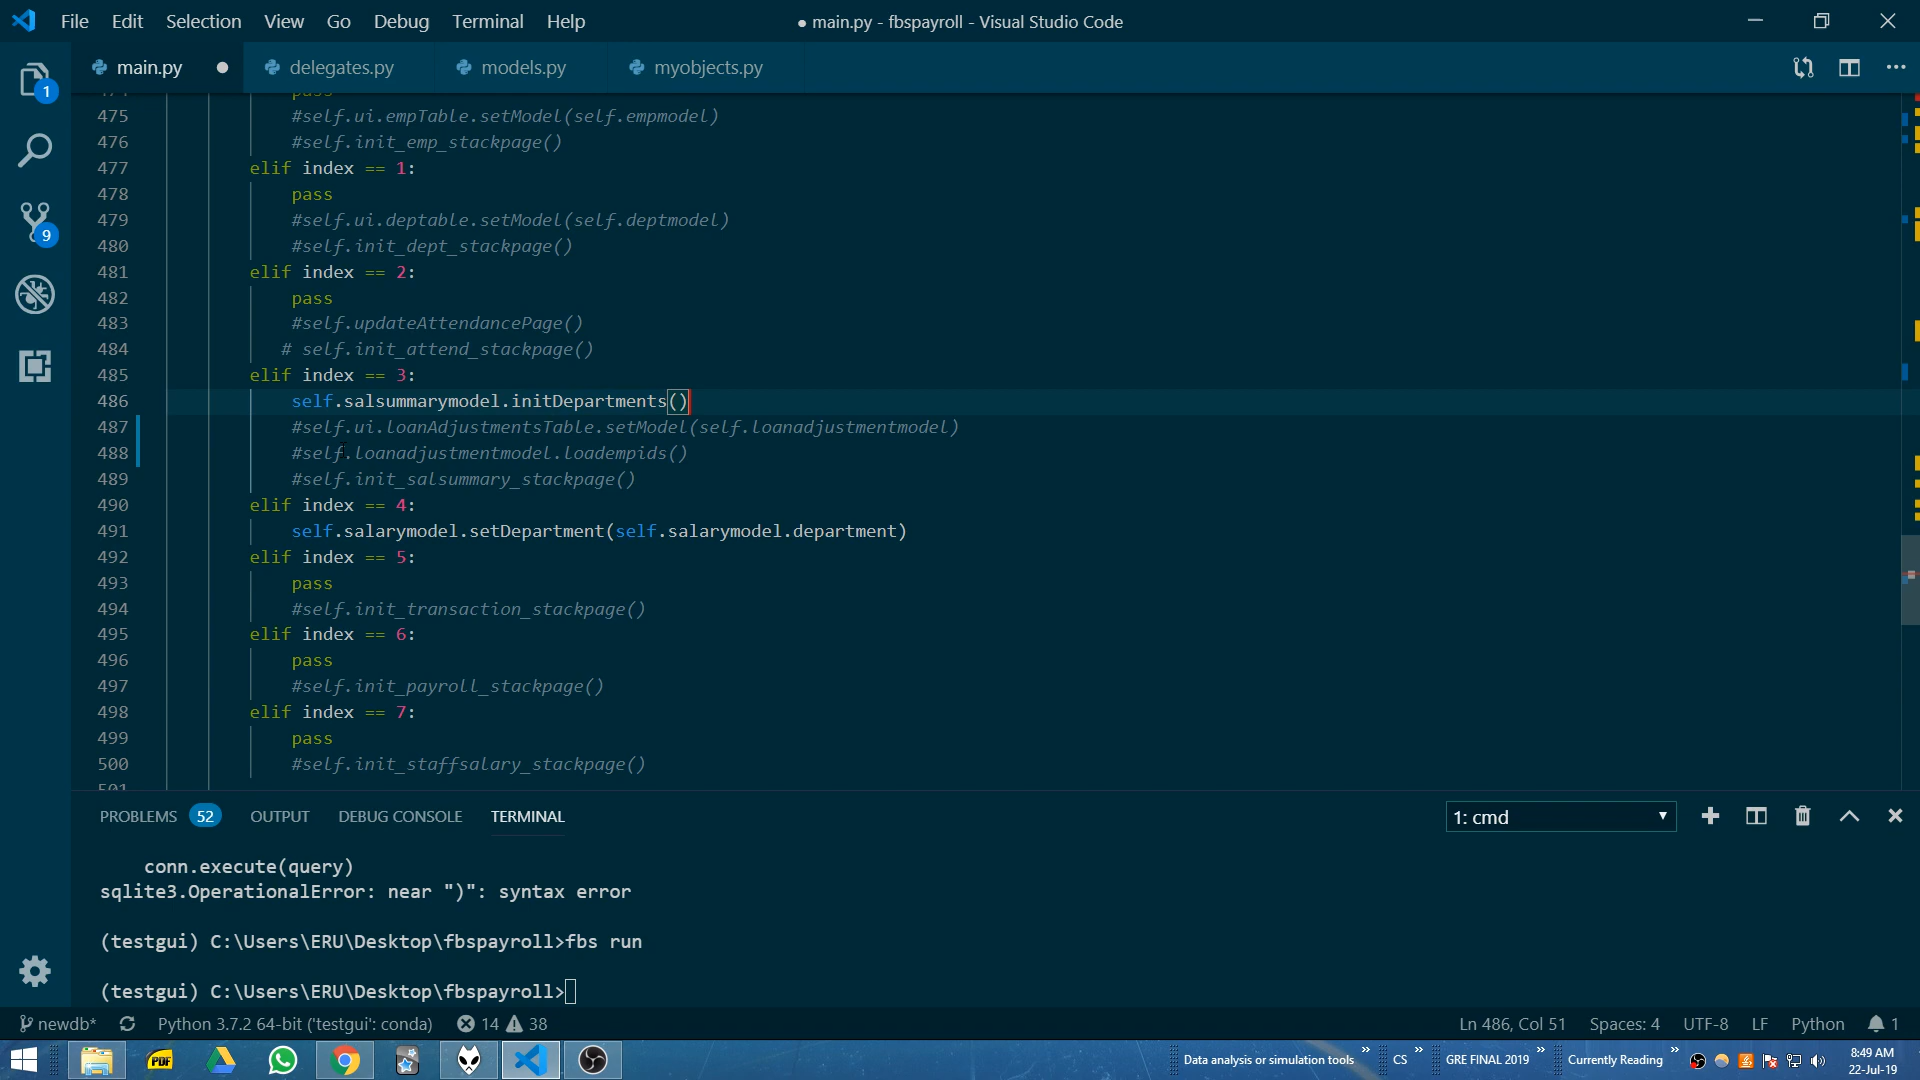 File Edit Selection View Go Debug Terminal Help
● main.py - fbspayroll - Visual Studio Code
main.py delegates.py models.py myobjects.py
475 #self.ui.empTable.setModel(self.empmodel)
476 #self.init_emp_stackpage()
477 elif index == 1:
478 pass
479 #self.ui.deptable.setModel(self.deptmodel)
480 #self.init_dept_stackpage()
481 elif index == 2:
482 pass
483 #self.updateAttendancePage()
484 # self.init_attend_stackpage()
485 elif index == 3:
486 self.salsummarymodel.initDepartments()
487 #self.ui.loanAdjustmentsTable.setModel(self.loanadjustmentmodel)
488 #self.loanadjustmentmodel.loadempids()
489 #self.init_salsummary_stackpage()
490 elif index == 4:
491 self.salarymodel.setDepartment(self.salarymodel.department)
492 elif index == 5:
493 pass
494 #self.init_transaction_stackpage()
495 elif index == 6:
496 pass
497 #self.init_payroll_stackpage()
498 elif index == 7:
499 pass
500 #self.init_staffsalary_stackpage()
501
1
9
PROBLEMS 52 OUTPUT DEBUG CONSOLE TERMINAL 1: cmd
conn.execute(query)
sqlite3.OperationalError: near ")": syntax error
(testgui) C:\Users\ERU\Desktop\fbspayroll>fbs run
(testgui) C:\Users\ERU\Desktop\fbspayroll>
newdb* Python 3.7.2 64-bit ('testgui': conda) 14 38 Ln 486, Col 51 Spaces: 4 UTF-8 LF Python 1
PDF Data analysis or simulation tools » CS » GRE FINAL 2019 » Currently Reading » 8:49 AM
22-Jul-19